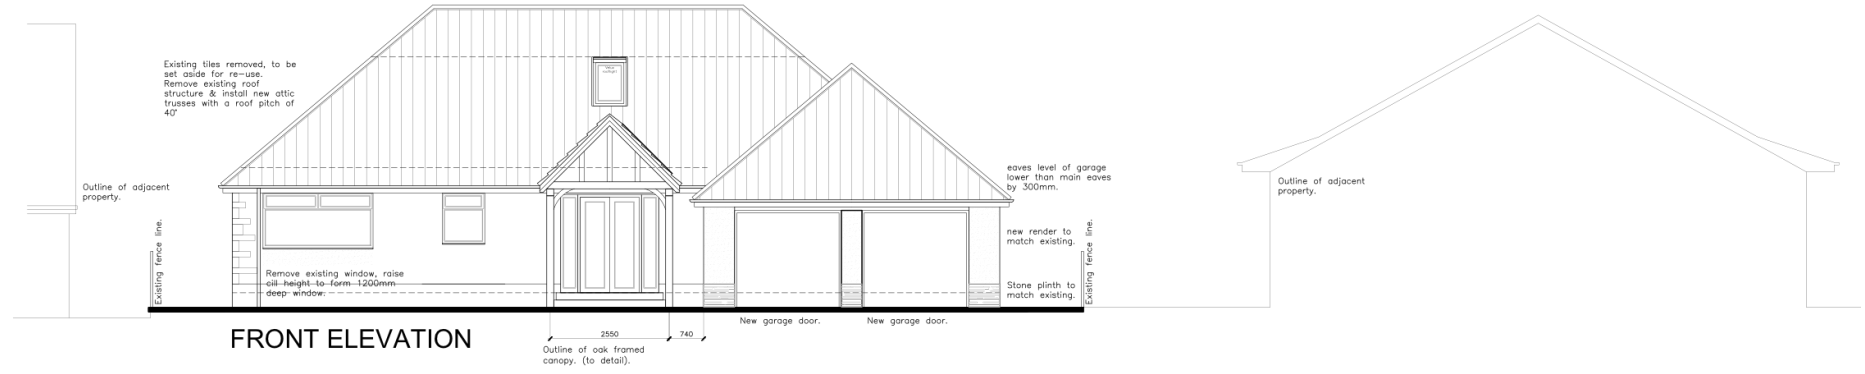 Existing tiles removed, to be
set aside for re-use.
Remove existing roof
structure & install new attic
trusses with a roof pitch of
40°
Velux
rooflight
Outline of adjacent
property.
Existing fence line.
Remove existing window, raise
cill height to form 1200mm
deep window.
eaves level of garage
lower than main eaves
by 300mm.
new render to
match existing.
Stone plinth to
match existing.
Existing fence line.
Outline of adjacent
property.
New garage door.
New garage door.
FRONT ELEVATION
2550
740
Outline of oak framed
canopy. (to detail).